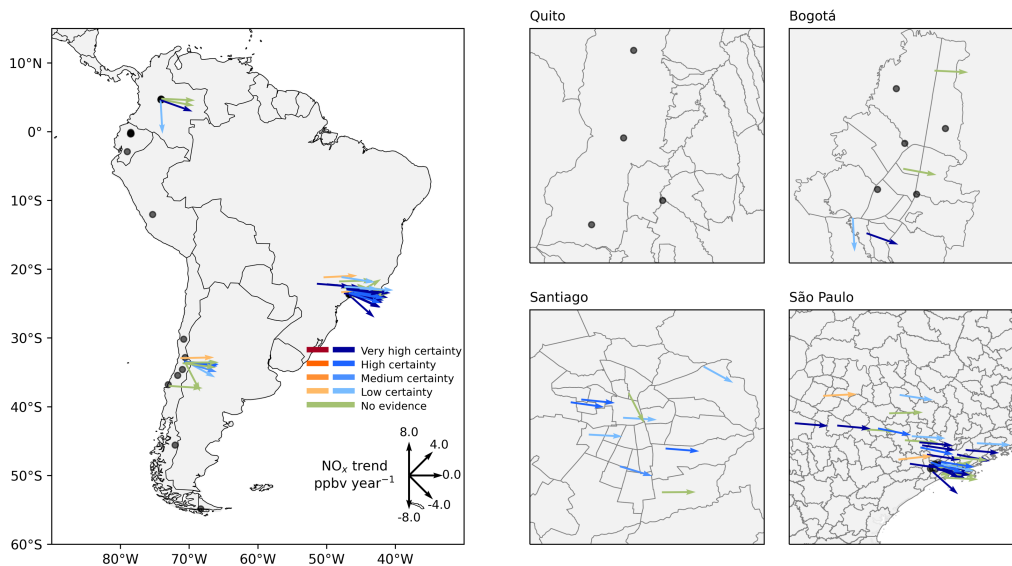 Quito
Bogotá
10°N
0°
10°S
20°S
30°S
40°S
50°S
60°S
80°W
70°W
60°W
50°W
40°W
Very high certainty
High certainty
Medium certainty
Low certainty
No evidence
NOₓ trend
ppbv year⁻¹
8.0
4.0
0.0
-4.0
-8.0
Santiago
São Paulo